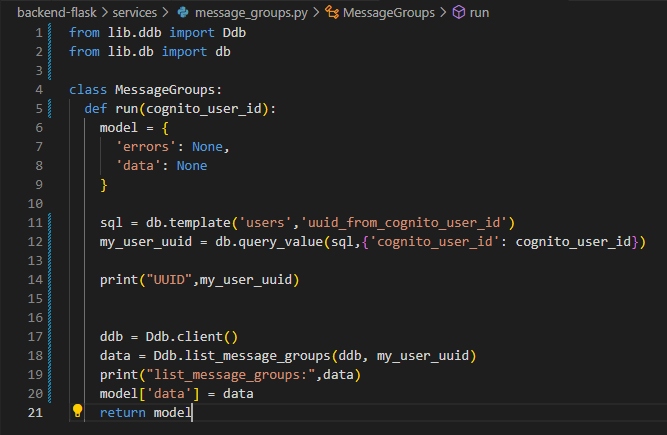 backend-flask > services > message_groups.py > MessageGroups > run
1 from lib.ddb import Ddb
2 from lib.db import db
3
4 class MessageGroups:
5   def run(cognito_user_id):
6     model = {
7       'errors': None,
8       'data': None
9     }
10
11     sql = db.template('users','uuid_from_cognito_user_id')
12     my_user_uuid = db.query_value(sql,{'cognito_user_id': cognito_user_id})
13
14     print("UUID",my_user_uuid)
15
16
17     ddb = Ddb.client()
18     data = Ddb.list_message_groups(ddb, my_user_uuid)
19     print("list_message_groups:",data)
20     model['data'] = data
21     return model